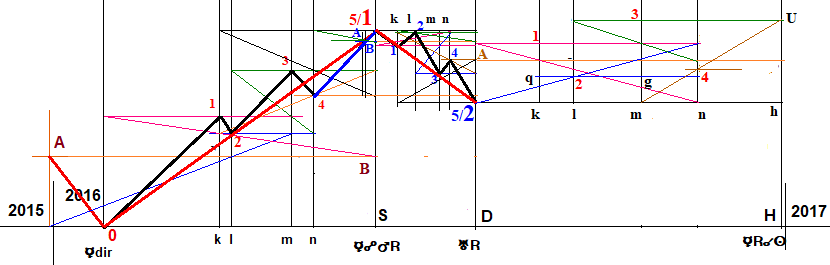 5/1 k l m n 3 U
A 2 1
B 1 4 A
3 3 q 2 g 4
4
1 5/2 k l m n h
2
A B
2015 2016 S D H 2017
0 k l m n
☿dir ☿☍♂R ♅R ☿R☌☉